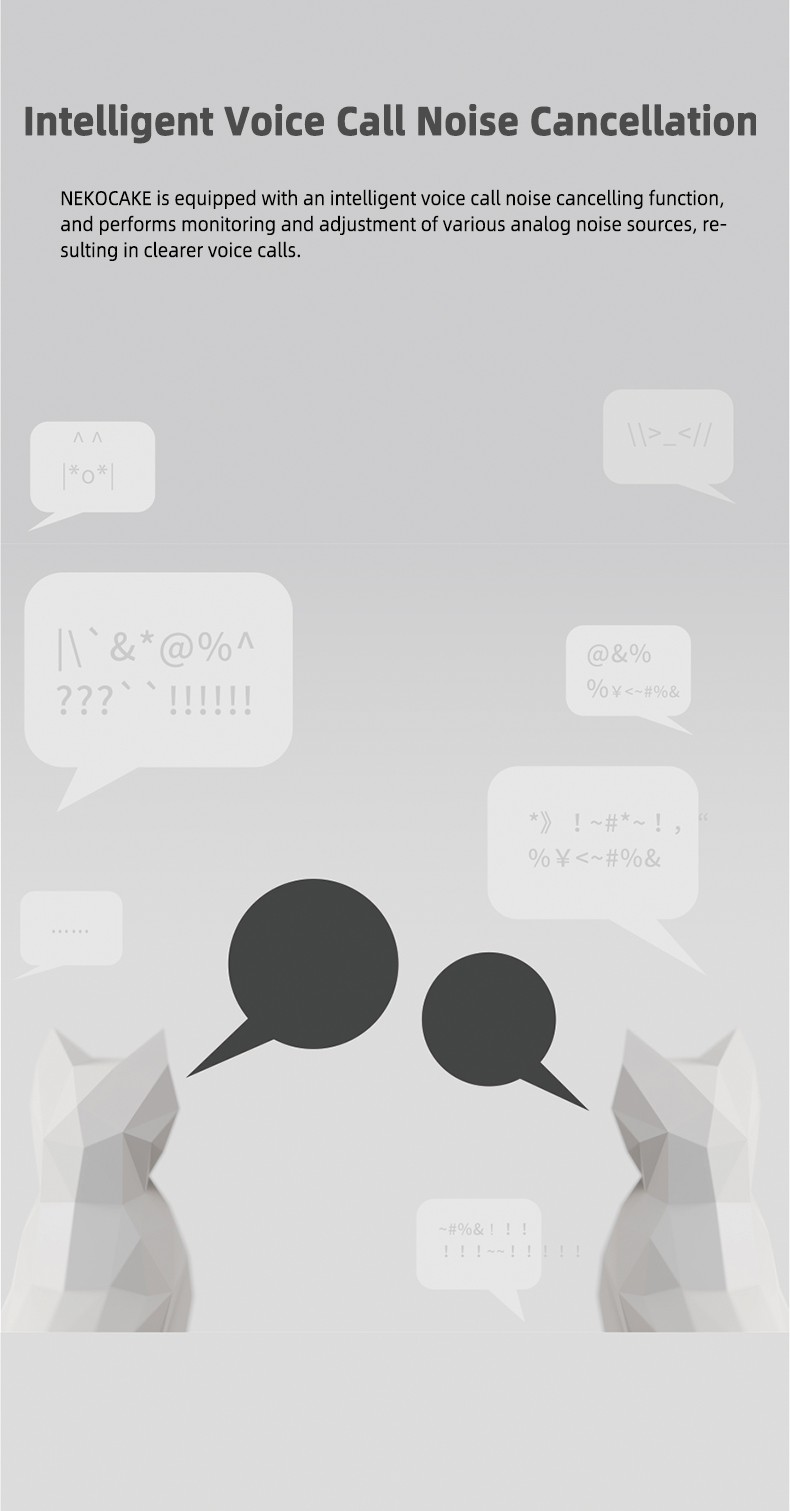 Intelligent Voice Call Noise Cancellation
NEKOCAKE is equipped with an intelligent voice call noise cancelling function,
and performs monitoring and adjustment of various analog noise sources, re-
sulting in clearer voice calls.
^ ^
|*o*|
\\>_<//
|\`&*@%^
???``!!!!!!
@&%
%¥<~#%&
*》！~#*~！，“
%¥<~#%&
......
~#%&！！！
！！！~~！！！！！